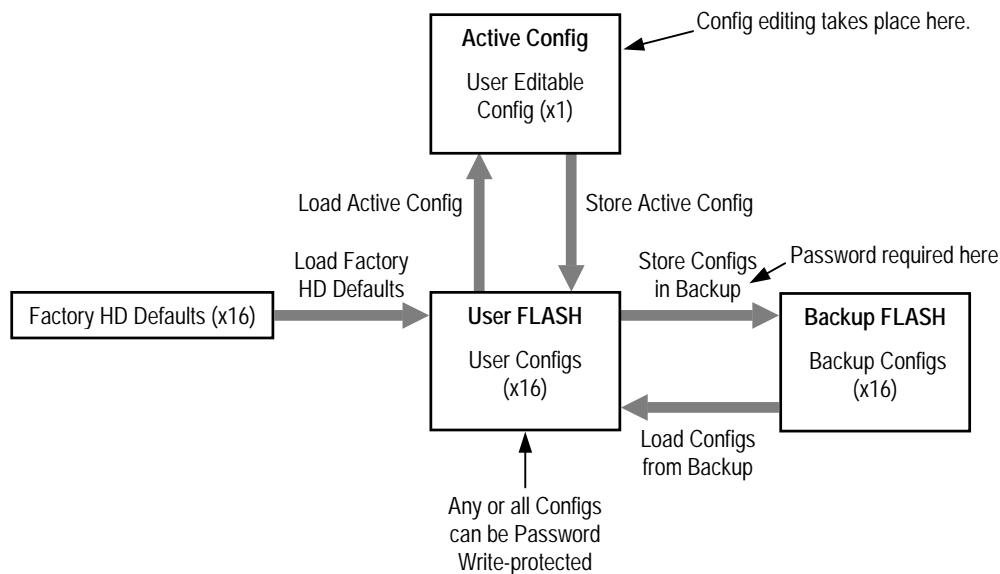 Active Config
User Editable
Config (x1)
Config editing takes place here.
Load Active Config
Store Active Config
Load Factory
HD Defaults
Store Configs
in Backup
Password required here
Factory HD Defaults (x16)
User FLASH
User Configs
(x16)
Backup FLASH
Backup Configs
(x16)
Load Configs
from Backup
Any or all Configs
can be Password
Write-protected